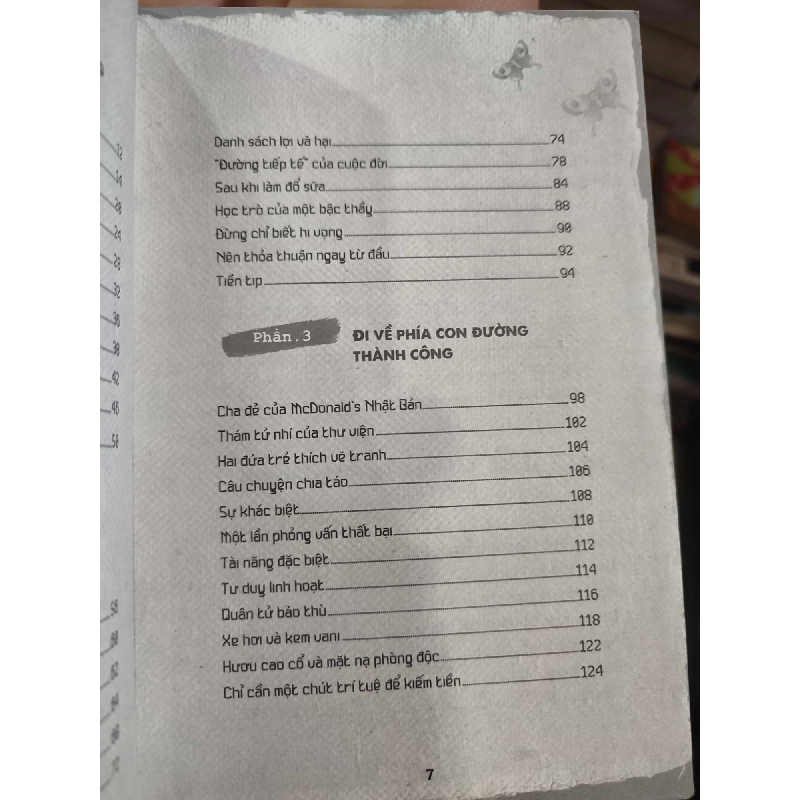 Danh sách lợi và hại 74
"Đường tiếp tế" của cuộc đời 78
Sau khi làm đổ sữa 84
Học trò của một bậc thầy 88
Đừng chỉ biết hi vọng 90
Nên thỏa thuận ngay từ đầu 92
Tiền tip 94
Phần.3 ĐI VỀ PHÍA CON ĐƯỜNG
THÀNH CÔNG
Cha đẻ của McDonald's Nhật Bản 98
Thám tử nhí của thư viện 102
Hai đứa trẻ thích vẽ tranh 104
Câu chuyện chia táo 106
Sự khác biệt 108
Một lần phỏng vấn thất bại 110
Tài năng đặc biệt 112
Tư duy linh hoạt 114
Quân tử báo thù 116
Xe hơi và kem vani 118
Hươu cao cổ và mặt nạ phòng độc 122
Chỉ cần một chút trí tuệ để kiếm tiền 124
7